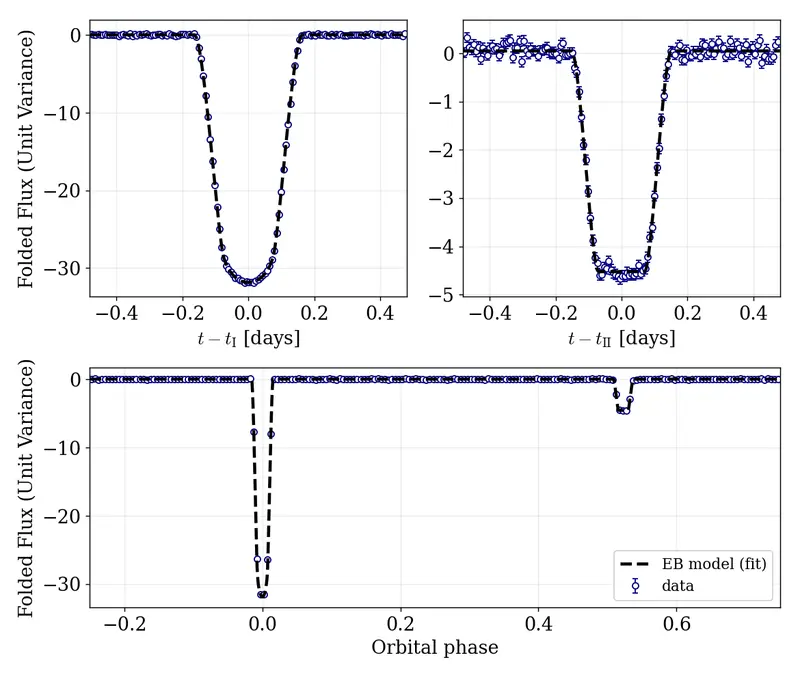 Folded Flux (Unit Variance)
0
−10
−20
−30
−0.4 −0.2 0.0 0.2 0.4
t − tI [days]
0
−1
−2
−3
−4
−5
−0.4 −0.2 0.0 0.2 0.4
t − tII [days]
Folded Flux (Unit Variance)
0
−10
−20
−30
−0.2 0.0 0.2 0.4 0.6
Orbital phase
EB model (fit)
data